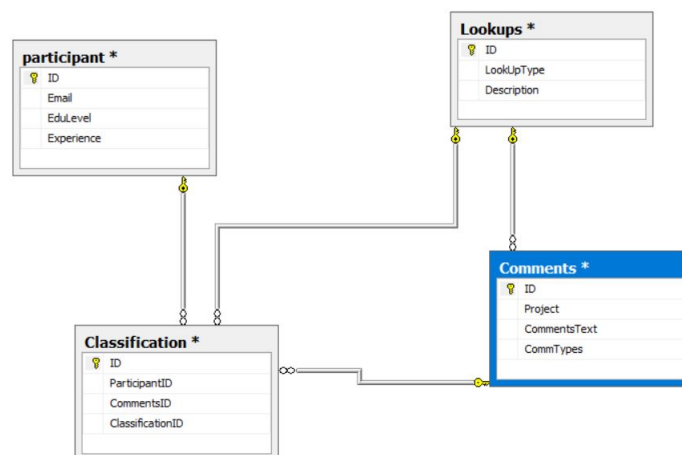 participant *
ID
Email
EduLevel
Experience
Lookups *
ID
LookUpType
Description
Comments *
ID
Project
CommentsText
CommTypes
Classification *
ID
ParticipantID
CommentsID
ClassificationID